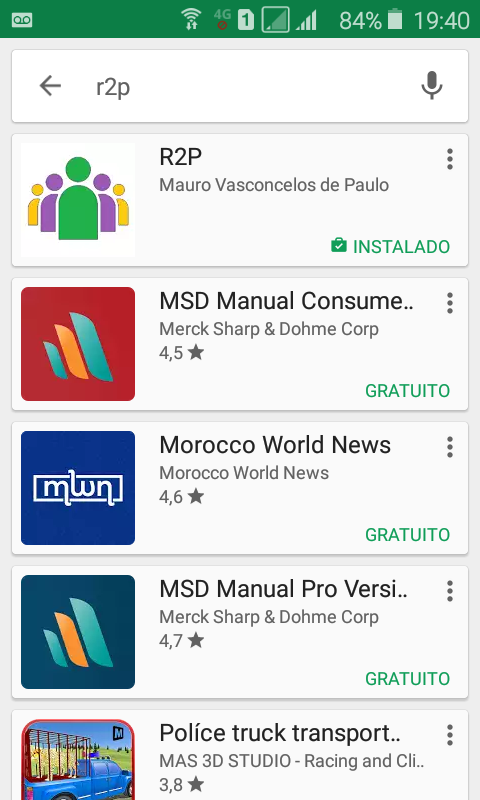 4G 1 84% 19:40
r2p
R2P
Mauro Vasconcelos de Paulo
INSTALADO
MSD Manual Consume..
Merck Sharp & Dohme Corp
4,5 ★
GRATUITO
mwn
Morocco World News
Morocco World News
4,6 ★
GRATUITO
MSD Manual Pro Versi..
Merck Sharp & Dohme Corp
4,7 ★
GRATUITO
M
Políce truck transport..
MAS 3D STUDIO - Racing and Cli..
3,8 ★